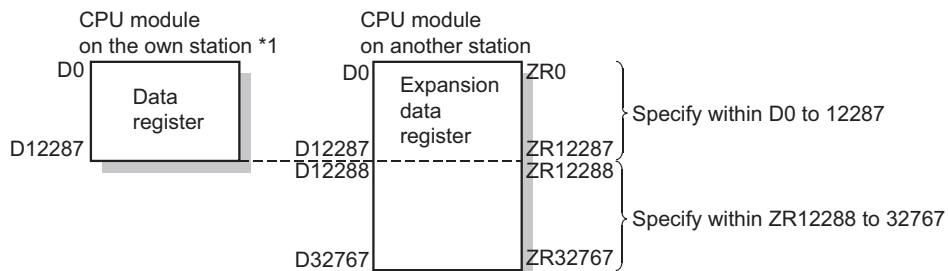 CPU module
on the own station *1
CPU module
on another station
D0
D0
ZR0
Data
register
Expansion
data
register
Specify within D0 to 12287
D12287
D12287
ZR12287
D12288
ZR12288
Specify within ZR12288 to 32767
D32767
ZR32767